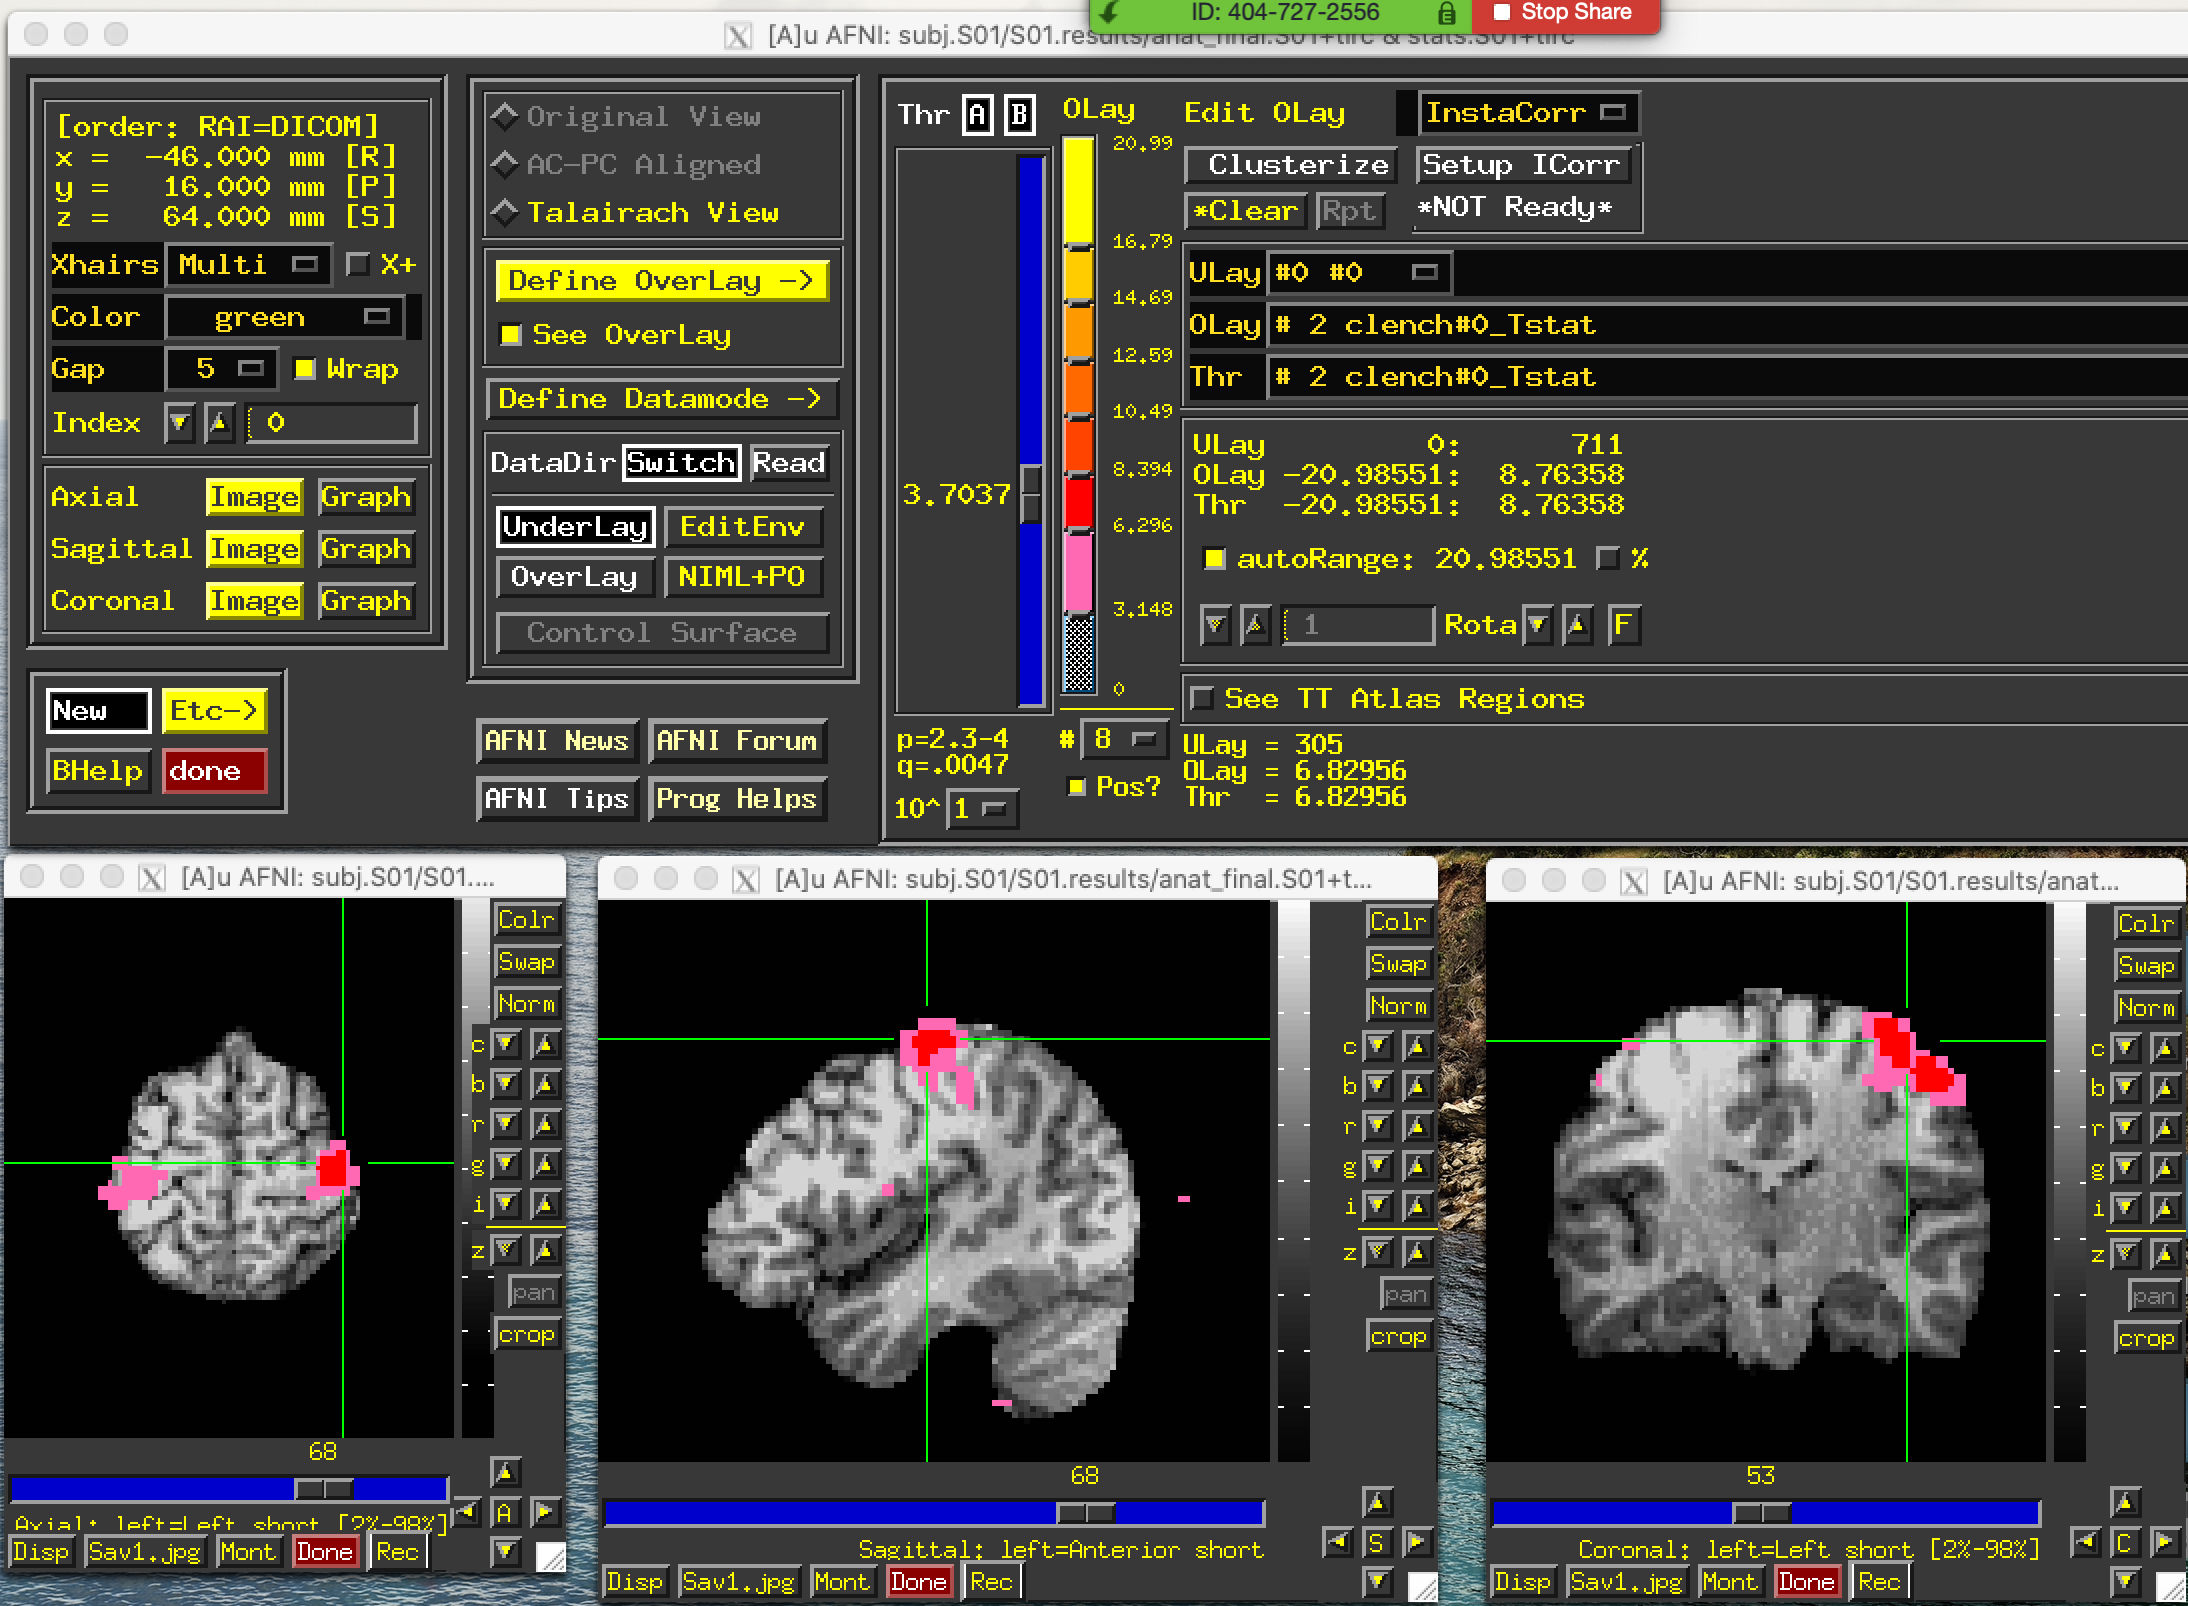 ID: 404-727-2556
Stop Share
[A]u AFNI: subj.S01/S01.results/anat_final.S01+tlrc & stats.S01+tlrc
[order: RAI=DICOM]
x = -46.000 mm [R]
y = 16.000 mm [P]
z = 64.000 mm [S]
Xhairs Multi X+
Color green
Gap 5 Wrap
Index 0
Axial Image Graph
Sagittal Image Graph
Coronal Image Graph
New Etc->
BHelp done
Original View
AC-PC Aligned
Talairach View
Define OverLay ->
See OverLay
Define Datamode ->
DataDir Switch Read
UnderLay EditEnv
OverLay NIML+PO
Control Surface
AFNI News AFNI Forum
AFNI Tips Prog Helps
Thr A B
3.7037
p=2.3-4
q=.0047
10^ 1
OLay
20.99
16.79
14.69
12.59
10.49
8.394
6.296
3.148
0
# 8
Pos?
Edit OLay InstaCorr
Clusterize Setup ICorr
*Clear Rpt *NOT Ready*
ULay #0 #0
OLay # 2 clench#0_Tstat
Thr # 2 clench#0_Tstat
ULay 0: 711
OLay -20.98551: 8.76358
Thr -20.98551: 8.76358
autoRange: 20.98551 %
1 Rota F
See TT Atlas Regions
ULay = 305
OLay = 6.82956
Thr = 6.82956
[A]u AFNI: subj.S01/S01....
Colr
Swap
Norm
c
b
r
g
i
z
pan
crop
68
Axial: left=Left short [2%-98%]
A
Disp Sav1.jpg Mont Done Rec
[A]u AFNI: subj.S01/S01.results/anat_final.S01+t...
Colr
Swap
Norm
c
b
r
g
i
z
pan
crop
68
Sagittal: left=Anterior short
S
Disp Sav1.jpg Mont Done Rec
[A]u AFNI: subj.S01/S01.results/anat...
Colr
Swap
Norm
c
b
r
g
i
z
pan
crop
53
Coronal: left=Left short [2%-98%]
C
Disp Sav1.jpg Mont Done Rec